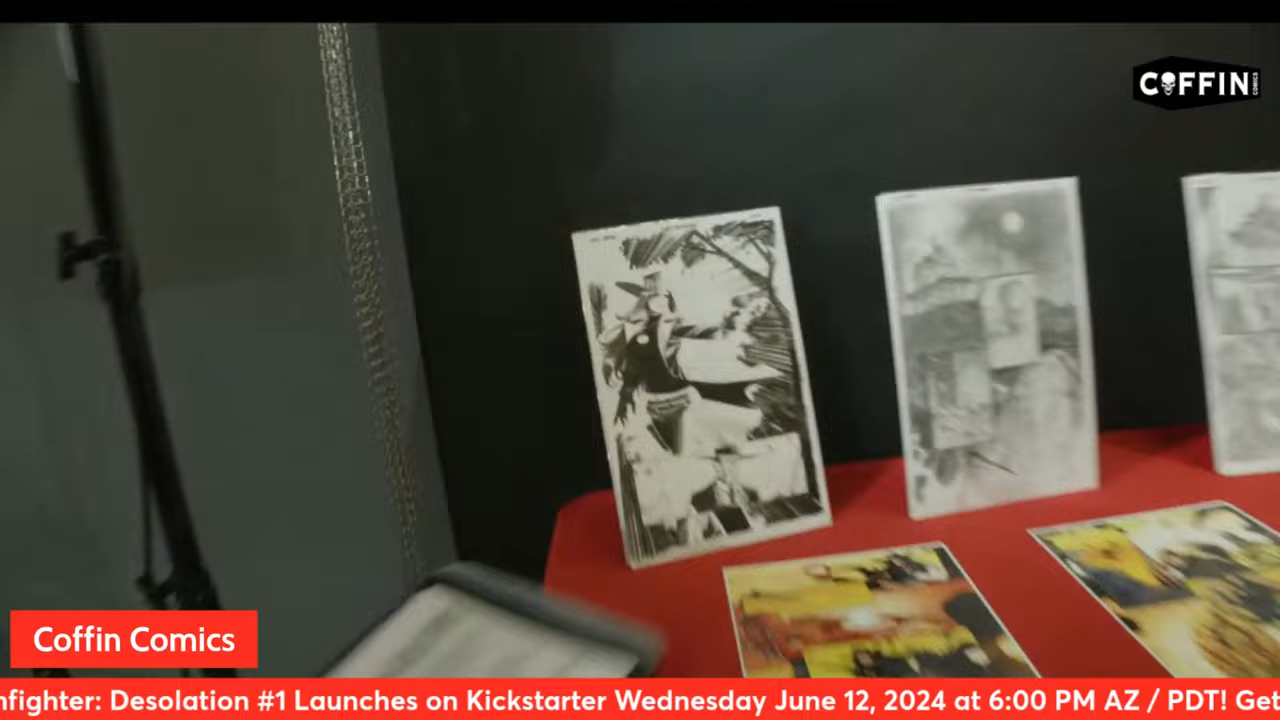 COFFIN
COMICS
Coffin Comics
nfighter: Desolation #1 Launches on Kickstarter Wednesday June 12, 2024 at 6:00 PM AZ / PDT! Get